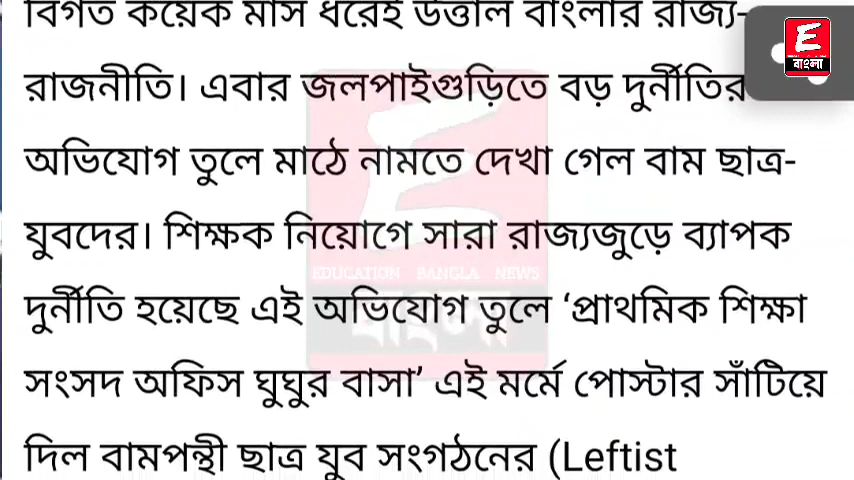 বিগত কয়েক মাস ধরেই উত্তাল বাংলার রাজ্য-
রাজনীতি। এবার জলপাইগুড়িতে বড় দুর্নীতির
অভিযোগ তুলে মাঠে নামতে দেখা গেল বাম ছাত্র-
যুবদের। শিক্ষক নিয়োগে সারা রাজ্যজুড়ে ব্যাপক
দুর্নীতি হয়েছে এই অভিযোগ তুলে ‘প্রাথমিক শিক্ষা
সংসদ অফিস ঘুঘুর বাসা’ এই মর্মে পোস্টার সাঁটিয়ে
দিল বামপন্থী ছাত্র যুব সংগঠনের (Leftist
E
বাংলা
E
EDUCATION BANGLA NEWS
বাংলা